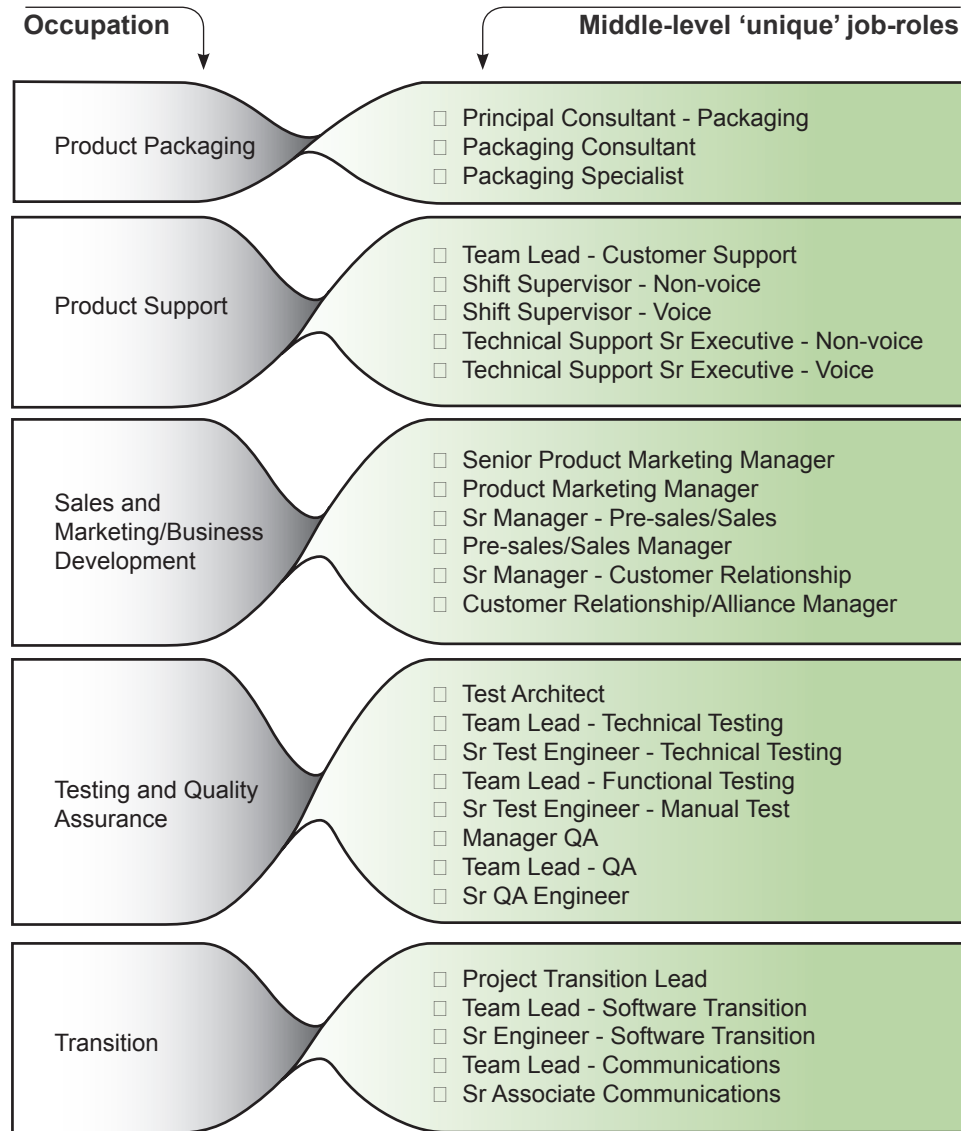 Occupation
Middle-level ‘unique’ job-roles
Product Packaging
□ Principal Consultant - Packaging
□ Packaging Consultant
□ Packaging Specialist
Product Support
□ Team Lead - Customer Support
□ Shift Supervisor - Non-voice
□ Shift Supervisor - Voice
□ Technical Support Sr Executive - Non-voice
□ Technical Support Sr Executive - Voice
Sales and
Marketing/Business
Development
□ Senior Product Marketing Manager
□ Product Marketing Manager
□ Sr Manager - Pre-sales/Sales
□ Pre-sales/Sales Manager
□ Sr Manager - Customer Relationship
□ Customer Relationship/Alliance Manager
Testing and Quality
Assurance
□ Test Architect
□ Team Lead - Technical Testing
□ Sr Test Engineer - Technical Testing
□ Team Lead - Functional Testing
□ Sr Test Engineer - Manual Test
□ Manager QA
□ Team Lead - QA
□ Sr QA Engineer
Transition
□ Project Transition Lead
□ Team Lead - Software Transition
□ Sr Engineer - Software Transition
□ Team Lead - Communications
□ Sr Associate Communications